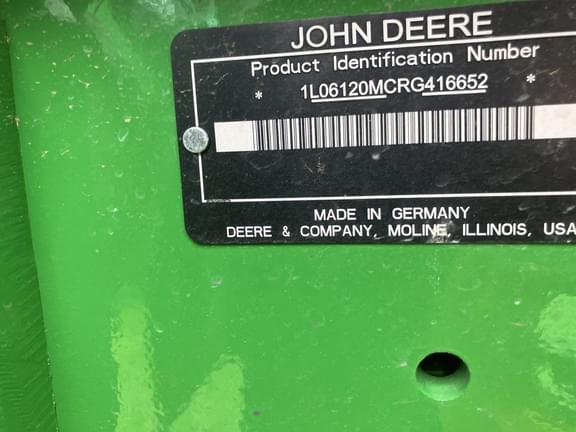 JOHN DEERE
Product Identification Number
* 1L06120MCRG416652 *
MADE IN GERMANY
DEERE & COMPANY, MOLINE, ILLINOIS, USA